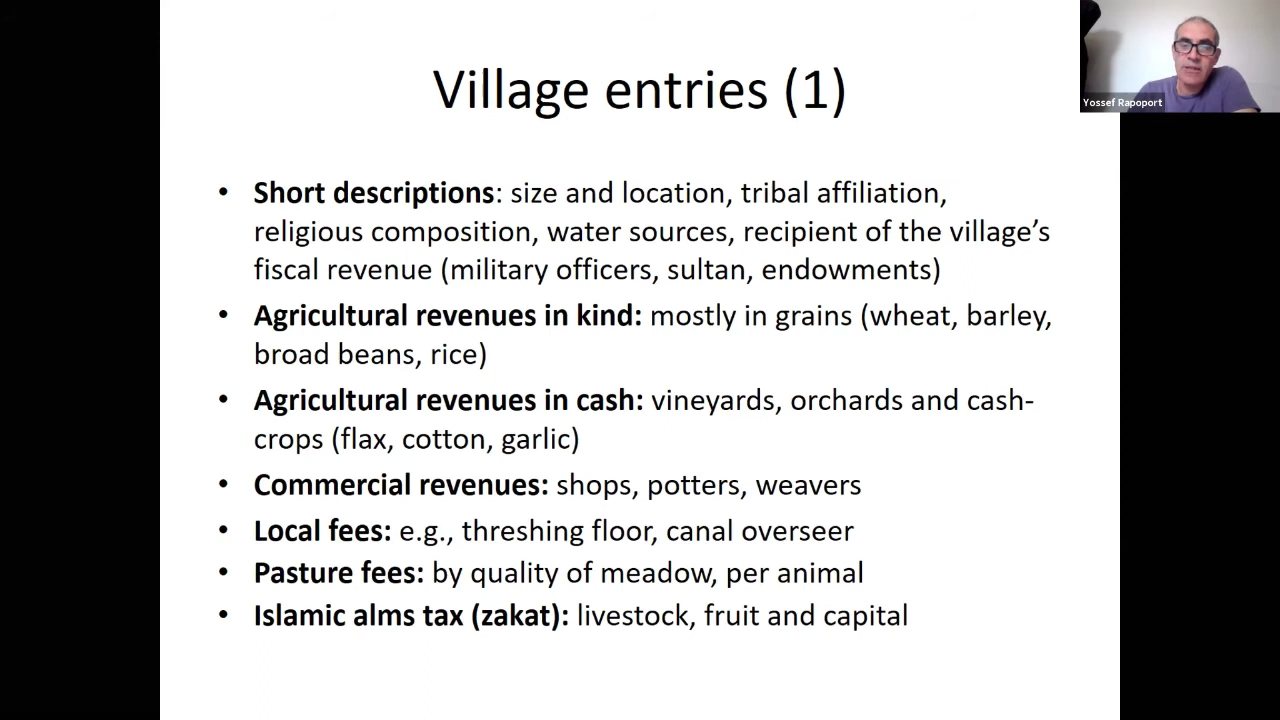 Village entries (1)
Yossef Rapoport
• Short descriptions: size and location, tribal affiliation,
religious composition, water sources, recipient of the village’s
fiscal revenue (military officers, sultan, endowments)
• Agricultural revenues in kind: mostly in grains (wheat, barley,
broad beans, rice)
• Agricultural revenues in cash: vineyards, orchards and cash-
crops (flax, cotton, garlic)
• Commercial revenues: shops, potters, weavers
• Local fees: e.g., threshing floor, canal overseer
• Pasture fees: by quality of meadow, per animal
• Islamic alms tax (zakat): livestock, fruit and capital